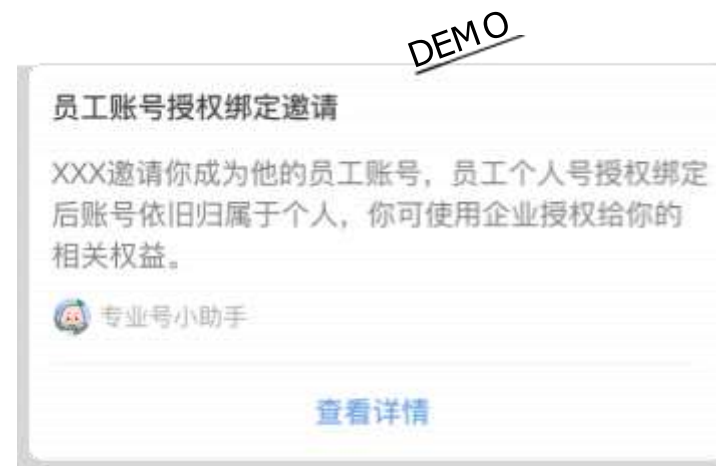 DEMO
员工账号授权绑定邀请
XXX邀请你成为他的员工账号，员工个人号授权绑定
后账号依旧归属于个人，你可使用企业授权给你的
相关权益。
专业号小助手
查看详情